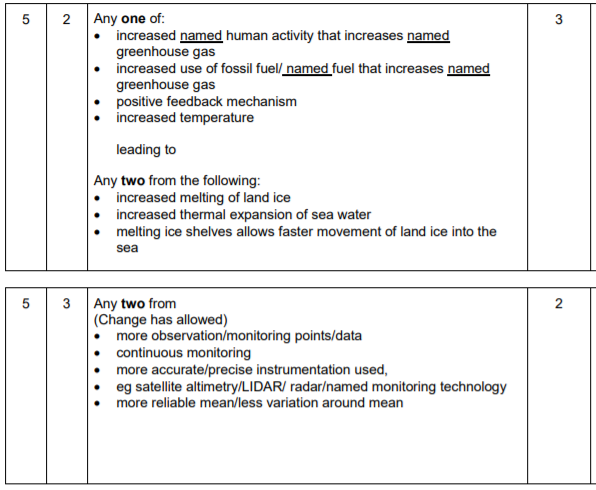 5 2 Any one of: 3
• increased named human activity that increases named
greenhouse gas
• increased use of fossil fuel/ named fuel that increases named
greenhouse gas
• positive feedback mechanism
• increased temperature
leading to
Any two from the following:
• increased melting of land ice
• increased thermal expansion of sea water
• melting ice shelves allows faster movement of land ice into the
sea
5 3 Any two from 2
(Change has allowed)
• more observation/monitoring points/data
• continuous monitoring
• more accurate/precise instrumentation used,
• eg satellite altimetry/LIDAR/ radar/named monitoring technology
• more reliable mean/less variation around mean